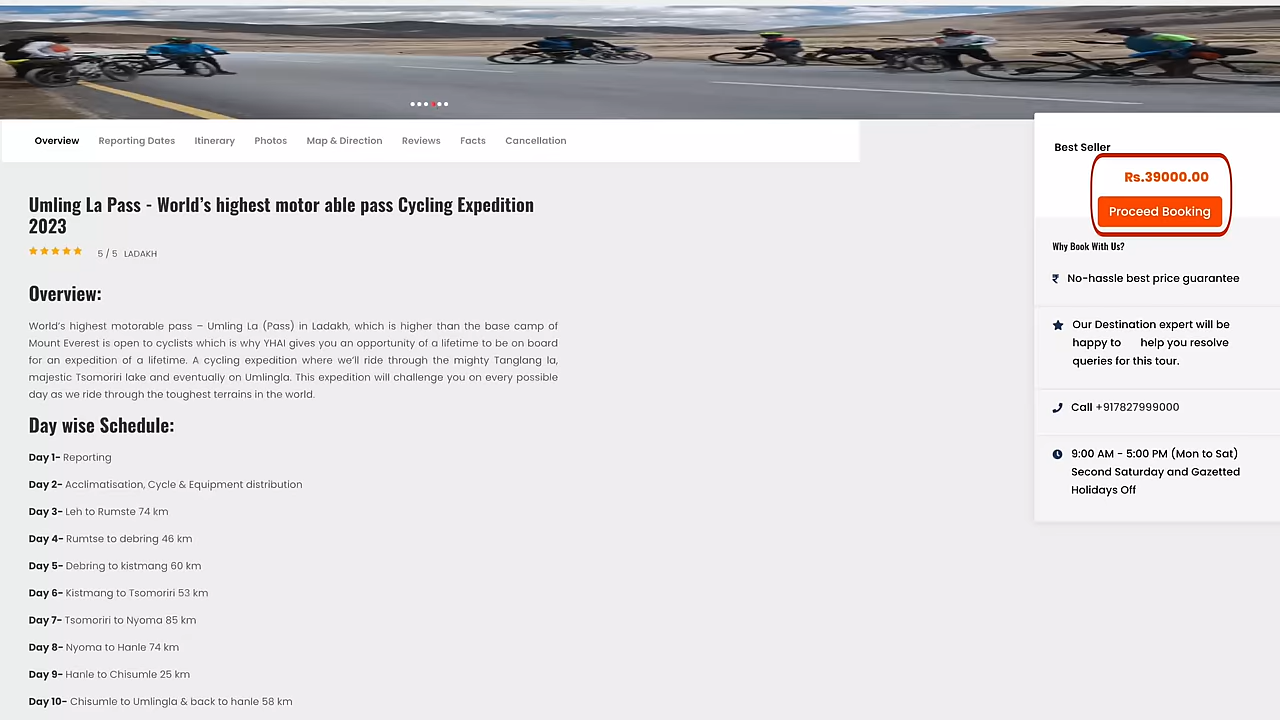 Overview Reporting Dates Itinerary Photos Map & Direction Reviews Facts Cancellation
Umling La Pass - World’s highest motor able pass Cycling Expedition
2023
5 / 5 LADAKH
Overview:
World’s highest motorable pass – Umling La (Pass) in Ladakh, which is higher than the base camp of
Mount Everest is open to cyclists which is why YHAI gives you an opportunity of a lifetime to be on board
for an expedition of a lifetime. A cycling expedition where we’ll ride through the mighty Tanglang la,
majestic Tsomoriri lake and eventually on Umlingla. This expedition will challenge you on every possible
day as we ride through the toughest terrains in the world.
Day wise Schedule:
Day 1- Reporting
Day 2- Acclimatisation, Cycle & Equipment distribution
Day 3- Leh to Rumste 74 km
Day 4- Rumtse to debring 46 km
Day 5- Debring to kistmang 60 km
Day 6- Kistmang to Tsomoriri 53 km
Day 7- Tsomoriri to Nyoma 85 km
Day 8- Nyoma to Hanle 74 km
Day 9- Hanle to Chisumle 25 km
Day 10- Chisumle to Umlingla & back to hanle 58 km
Best Seller
Rs.39000.00
Proceed Booking
Why Book With Us?
₹ No-hassle best price guarantee
Our Destination expert will be
happy to help you resolve
queries for this tour.
Call +917827999000
9:00 AM - 5:00 PM (Mon to Sat)
Second Saturday and Gazetted
Holidays Off